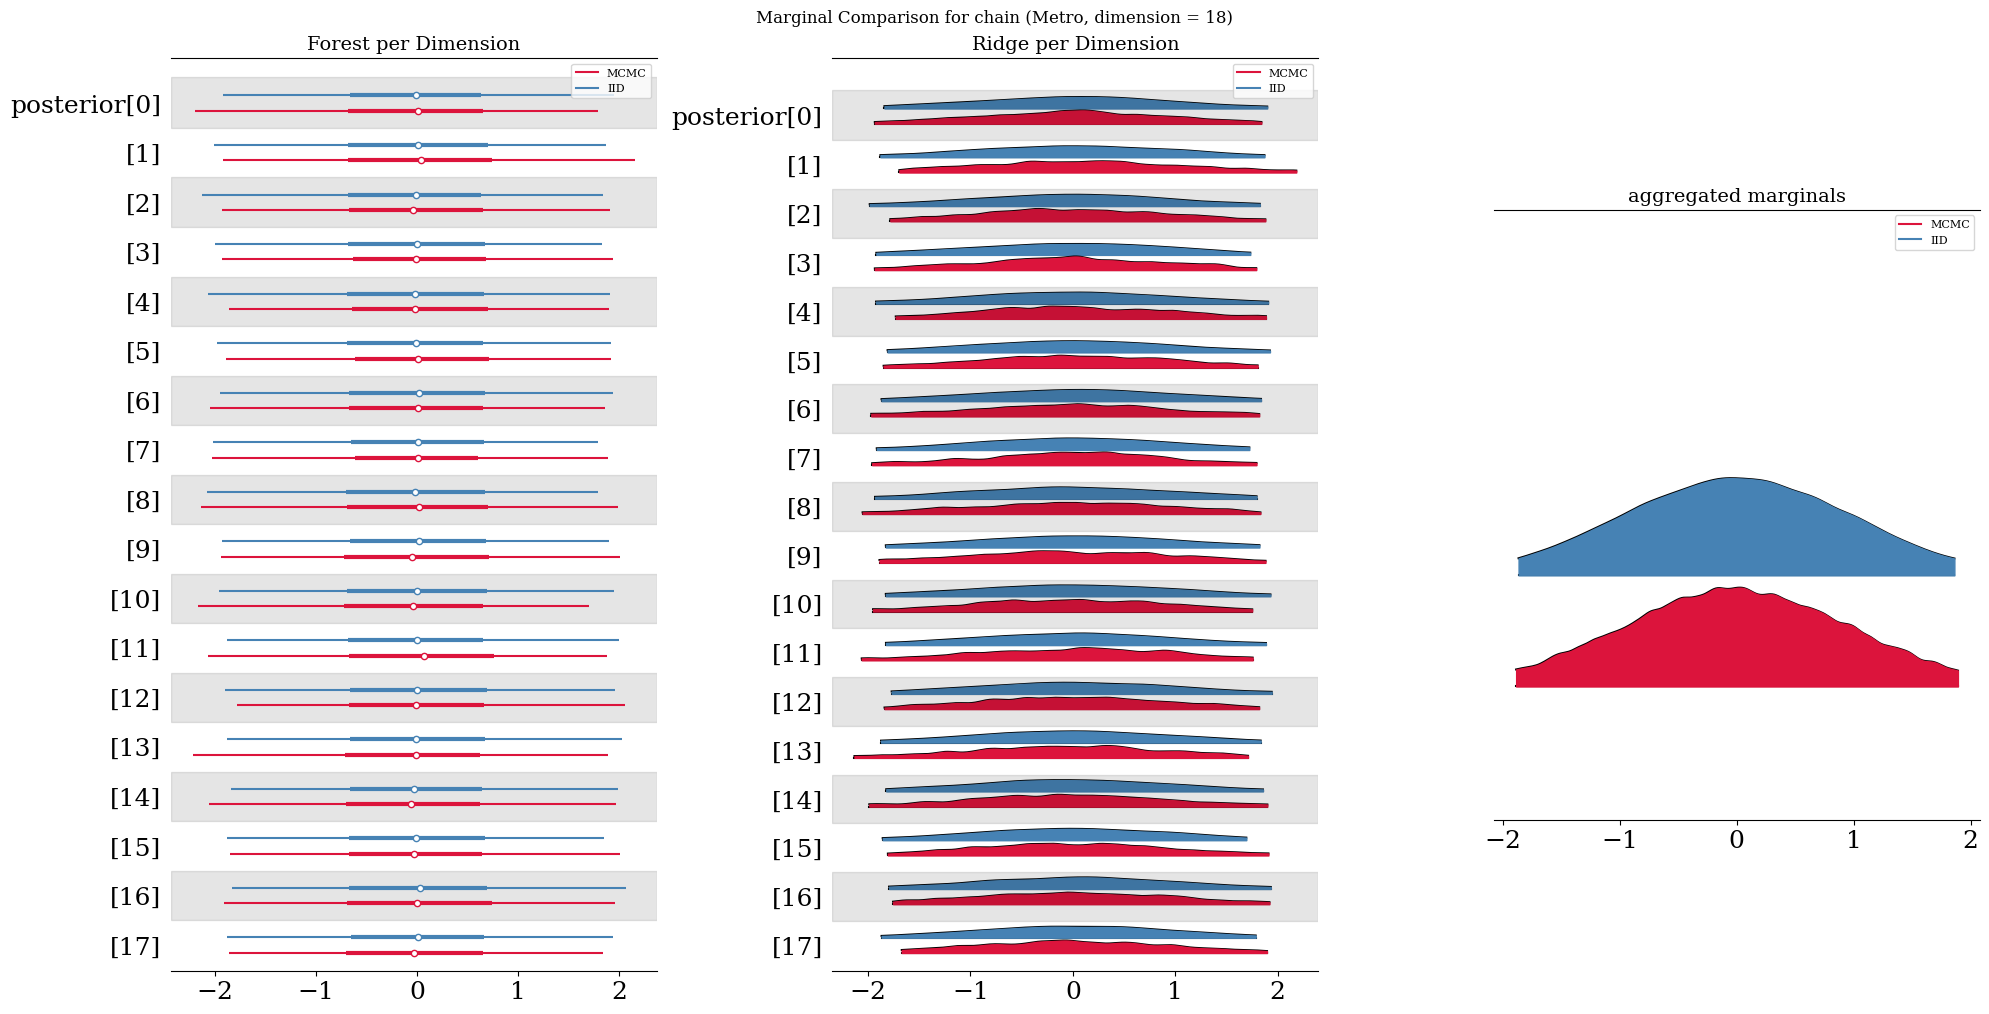 Marginal Comparison for chain (Metro, dimension = 18)
Forest per Dimension
MCMC
IID
posterior[0]
[1]
[2]
[3]
[4]
[5]
[6]
[7]
[8]
[9]
[10]
[11]
[12]
[13]
[14]
[15]
[16]
[17]
−2 −1 0 1 2
Ridge per Dimension
MCMC
IID
posterior[0]
[1]
[2]
[3]
[4]
[5]
[6]
[7]
[8]
[9]
[10]
[11]
[12]
[13]
[14]
[15]
[16]
[17]
−2 −1 0 1 2
aggregated marginals
MCMC
IID
−2 −1 0 1 2